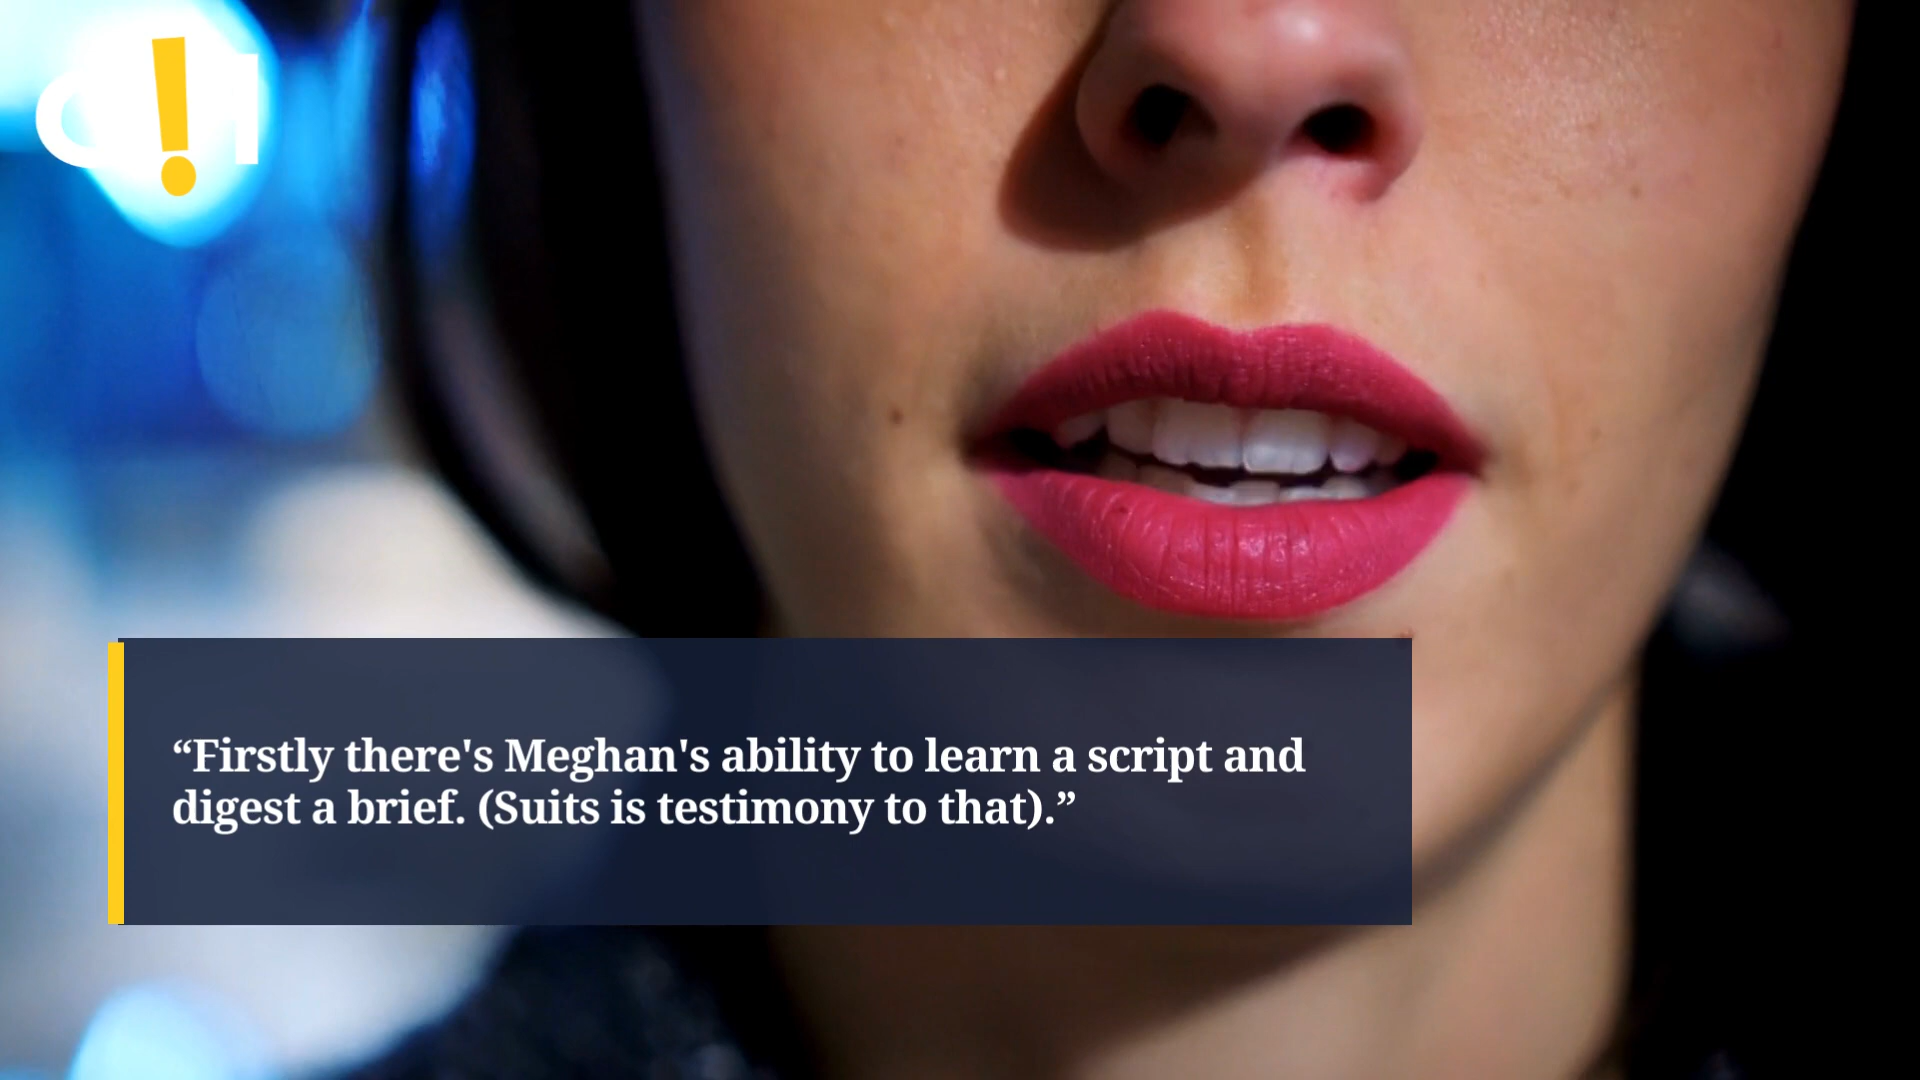 “Firstly there's Meghan's ability to learn a script and
digest a brief. (Suits is testimony to that).”